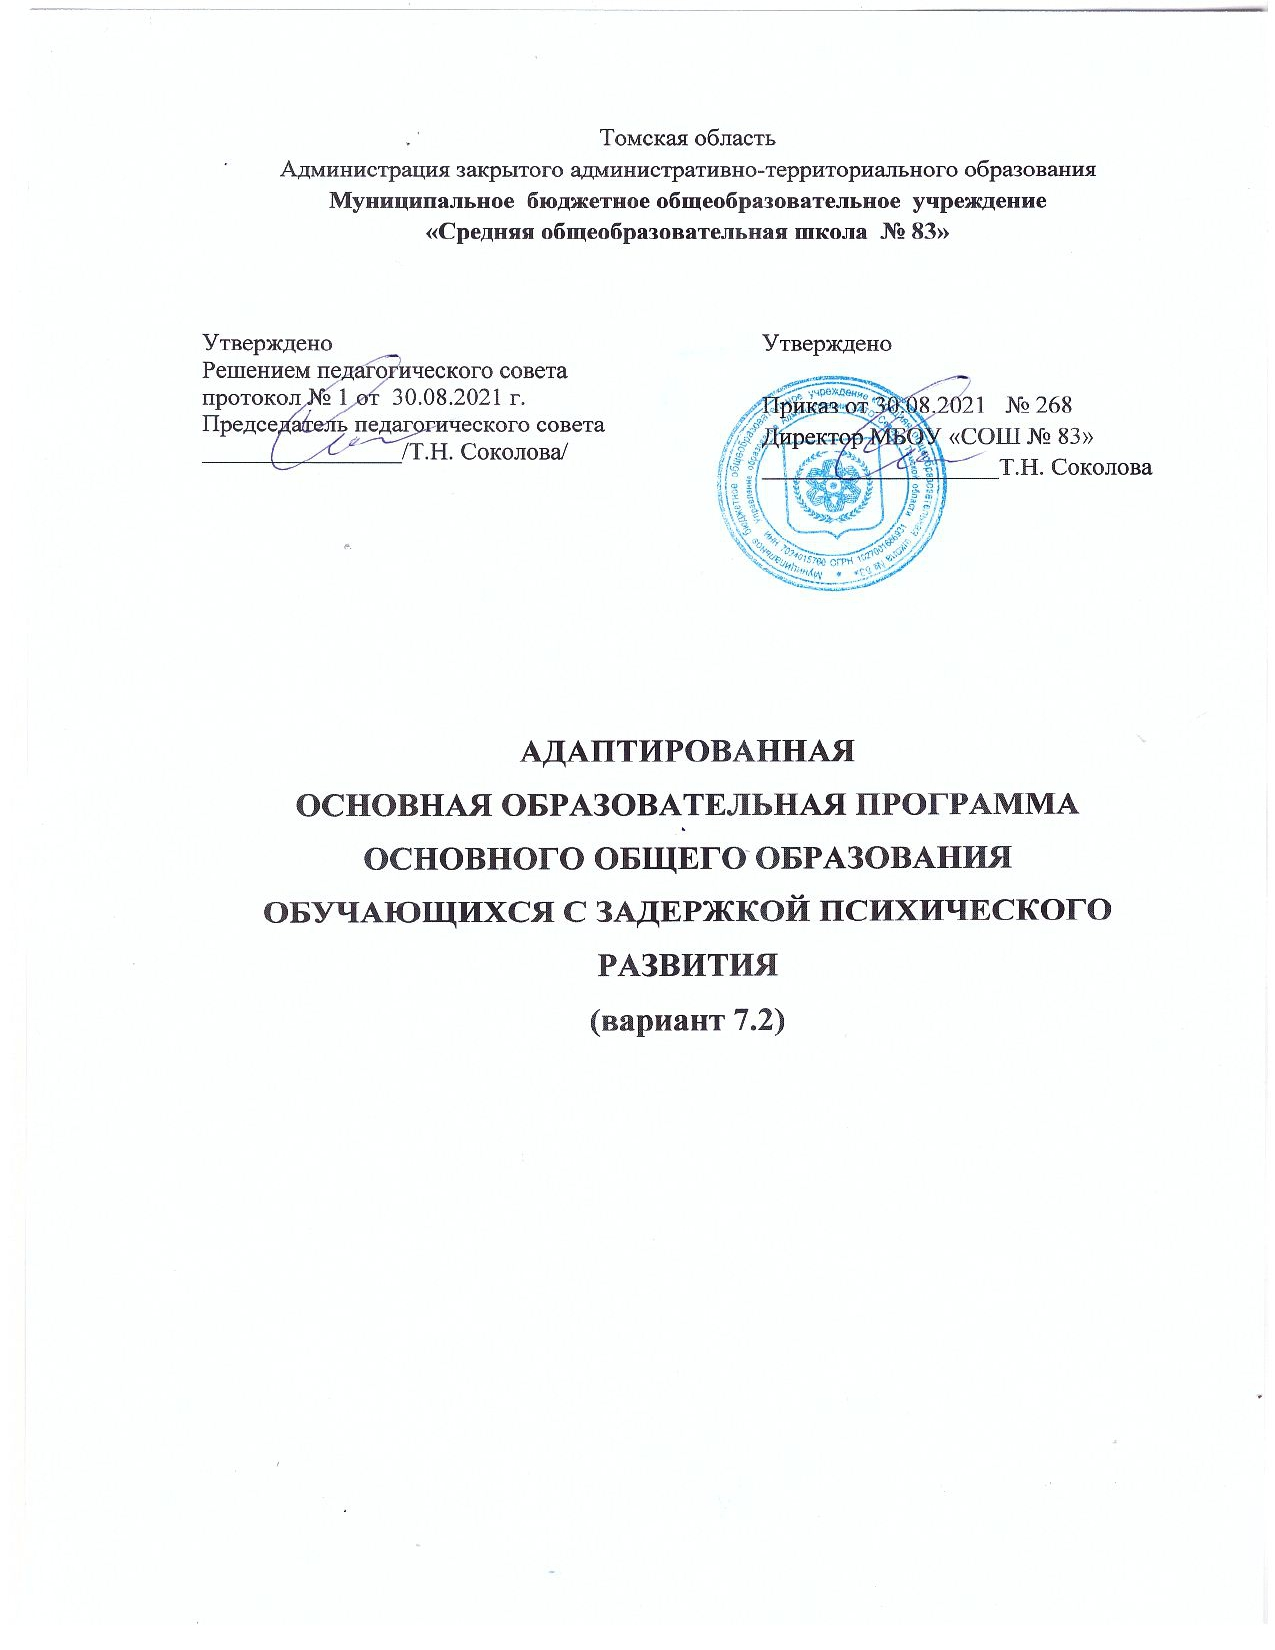 Томская область
Администрация закрытого административно-территориального образования
Муниципальное бюджетное общеобразовательное учреждение
«Средняя общеобразовательная школа № 83»
Утверждено
Решением педагогического совета
протокол № 1 от 30.08.2021 г.
Председатель педагогического совета
________________/Т.Н. Соколова/
Утверждено
Приказ от 30.08.2021 № 268
Директор МБОУ «СОШ № 83»
___________________Т.Н. Соколова
АДАПТИРОВАННАЯ
ОСНОВНАЯ ОБРАЗОВАТЕЛЬНАЯ ПРОГРАММА
ОСНОВНОГО ОБЩЕГО ОБРАЗОВАНИЯ
ОБУЧАЮЩИХСЯ С ЗАДЕРЖКОЙ ПСИХИЧЕСКОГО
РАЗВИТИЯ
(вариант 7.2)